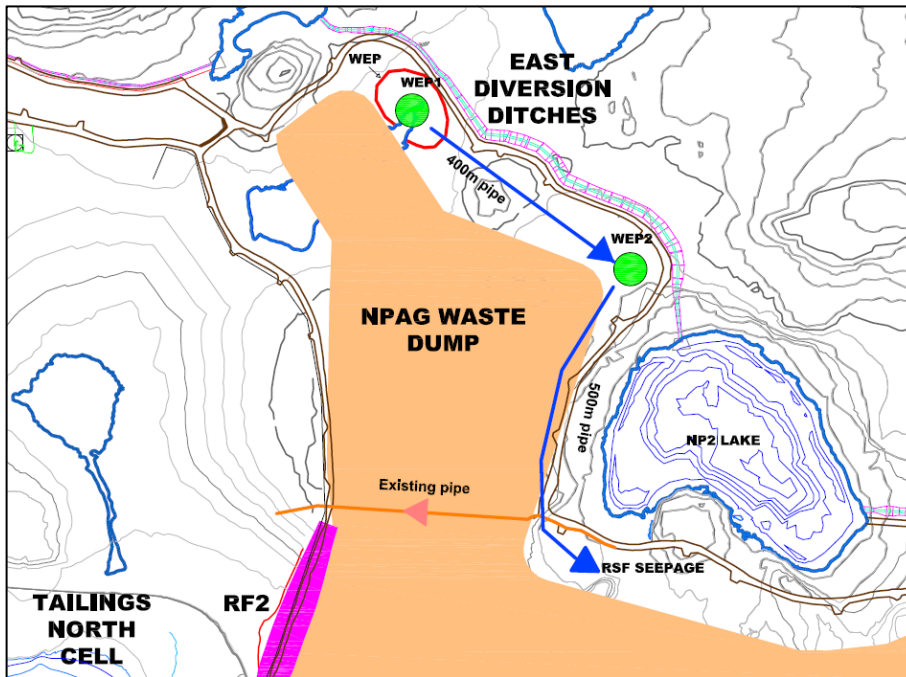 EAST
DIVERSION
DITCHES
WEP
WEP1
400m pipe
WEP2
NPAG WASTE
DUMP
500m pipe
NP2 LAKE
Existing pipe
RSF SEEPAGE
TAILINGS
NORTH
CELL
RF2